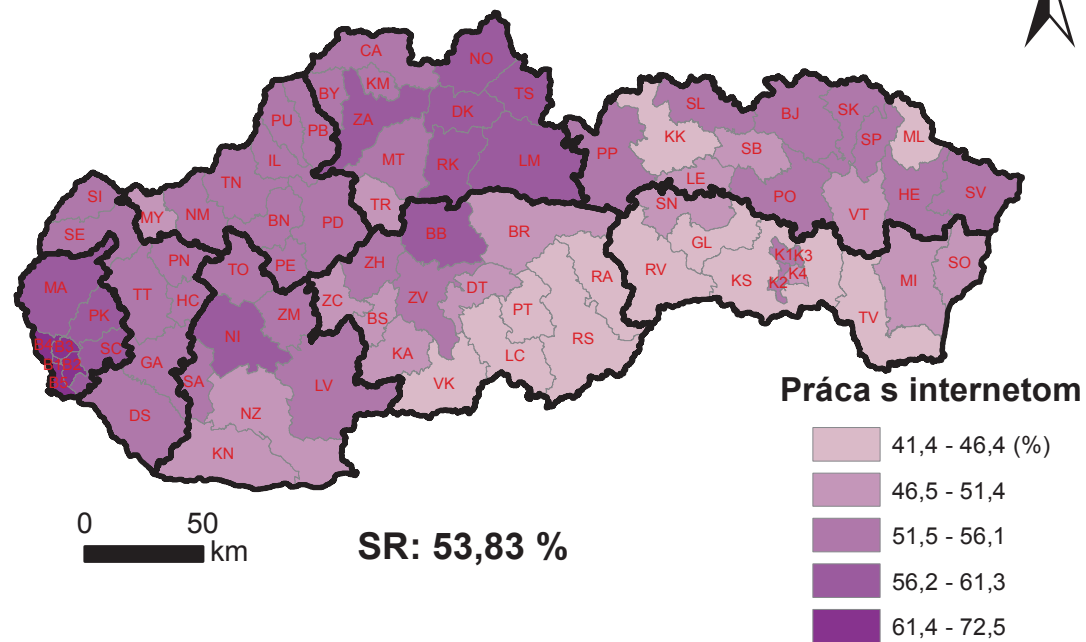 CA
NO
KM
BY
TS
ZA
DK
PU
PB
SL
BJ
SK
SP
ML
KK
IL
MT
RK
LM
PP
SB
TN
LE
SI
MY
NM
BN
PD
TR
PO
VT
HE
SV
SN
SE
BB
BR
GL
PN
PE
TO
ZH
RV
RA
K1
K3
K4
K2
KS
SO
MI
MA
TT
HC
ZM
ZC
ZV
DT
PT
TV
PK
BS
NI
RS
SC
GA
SA
LV
KA
LC
VK
DS
NZ
KN
Práca s internetom
41,4 - 46,4 (%)
46,5 - 51,4
51,5 - 56,1
56,2 - 61,3
61,4 - 72,5
0 50
km
SR: 53,83 %